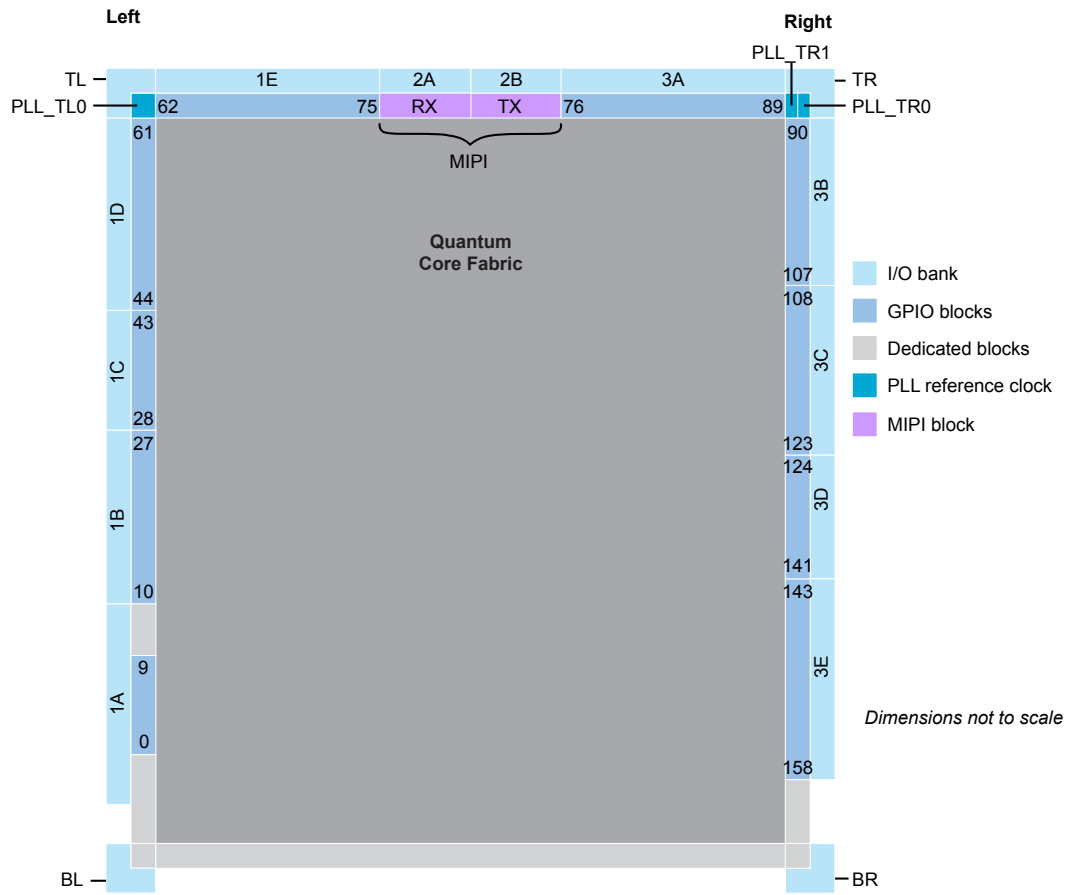 Left
Right
PLL_TR1
TL
1E
2A
2B
3A
TR
PLL_TL0
62
75
RX
TX
76
89
PLL_TR0
61
90
MIPI
1D
3B
Quantum
Core Fabric
107
I/O bank
44
108
GPIO blocks
43
Dedicated blocks
1C
3C
PLL reference clock
28
MIPI block
27
123
124
1B
3D
10
141
143
9
1A
3E
0
Dimensions not to scale
158
BL
BR